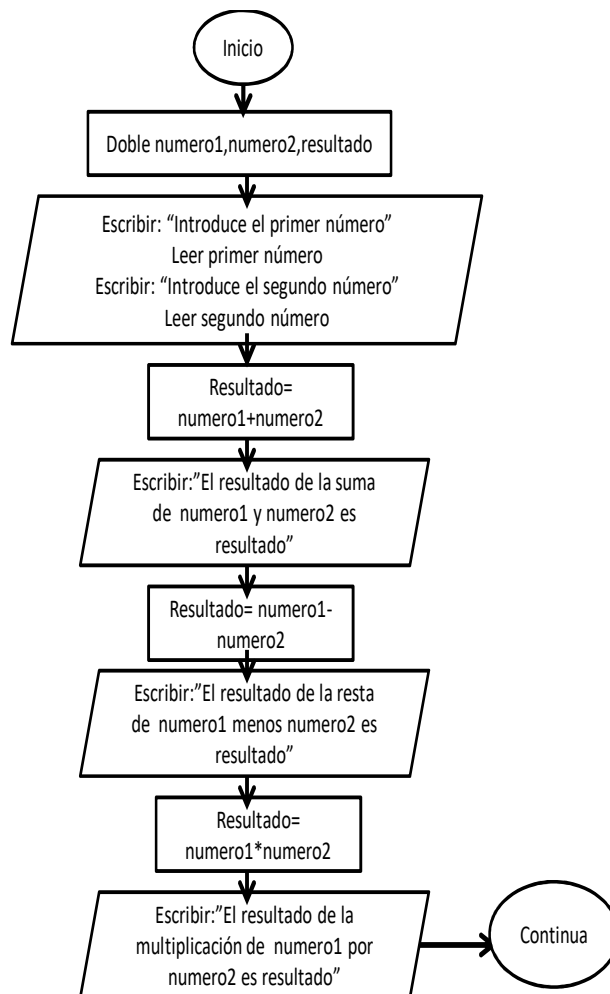 Inicio
Doble numero1,numero2,resultado
Escribir: “Introduce el primer número”
Leer primer número
Escribir: “Introduce el segundo número”
Leer segundo número
Resultado=
numero1+numero2
Escribir:”El resultado de la suma
de numero1 y numero2 es
resultado”
Resultado= numero1-
numero2
Escribir:”El resultado de la resta
de numero1 menos numero2 es
resultado”
Resultado=
numero1*numero2
Escribir:”El resultado de la
multiplicación de numero1 por
numero2 es resultado”
Continua